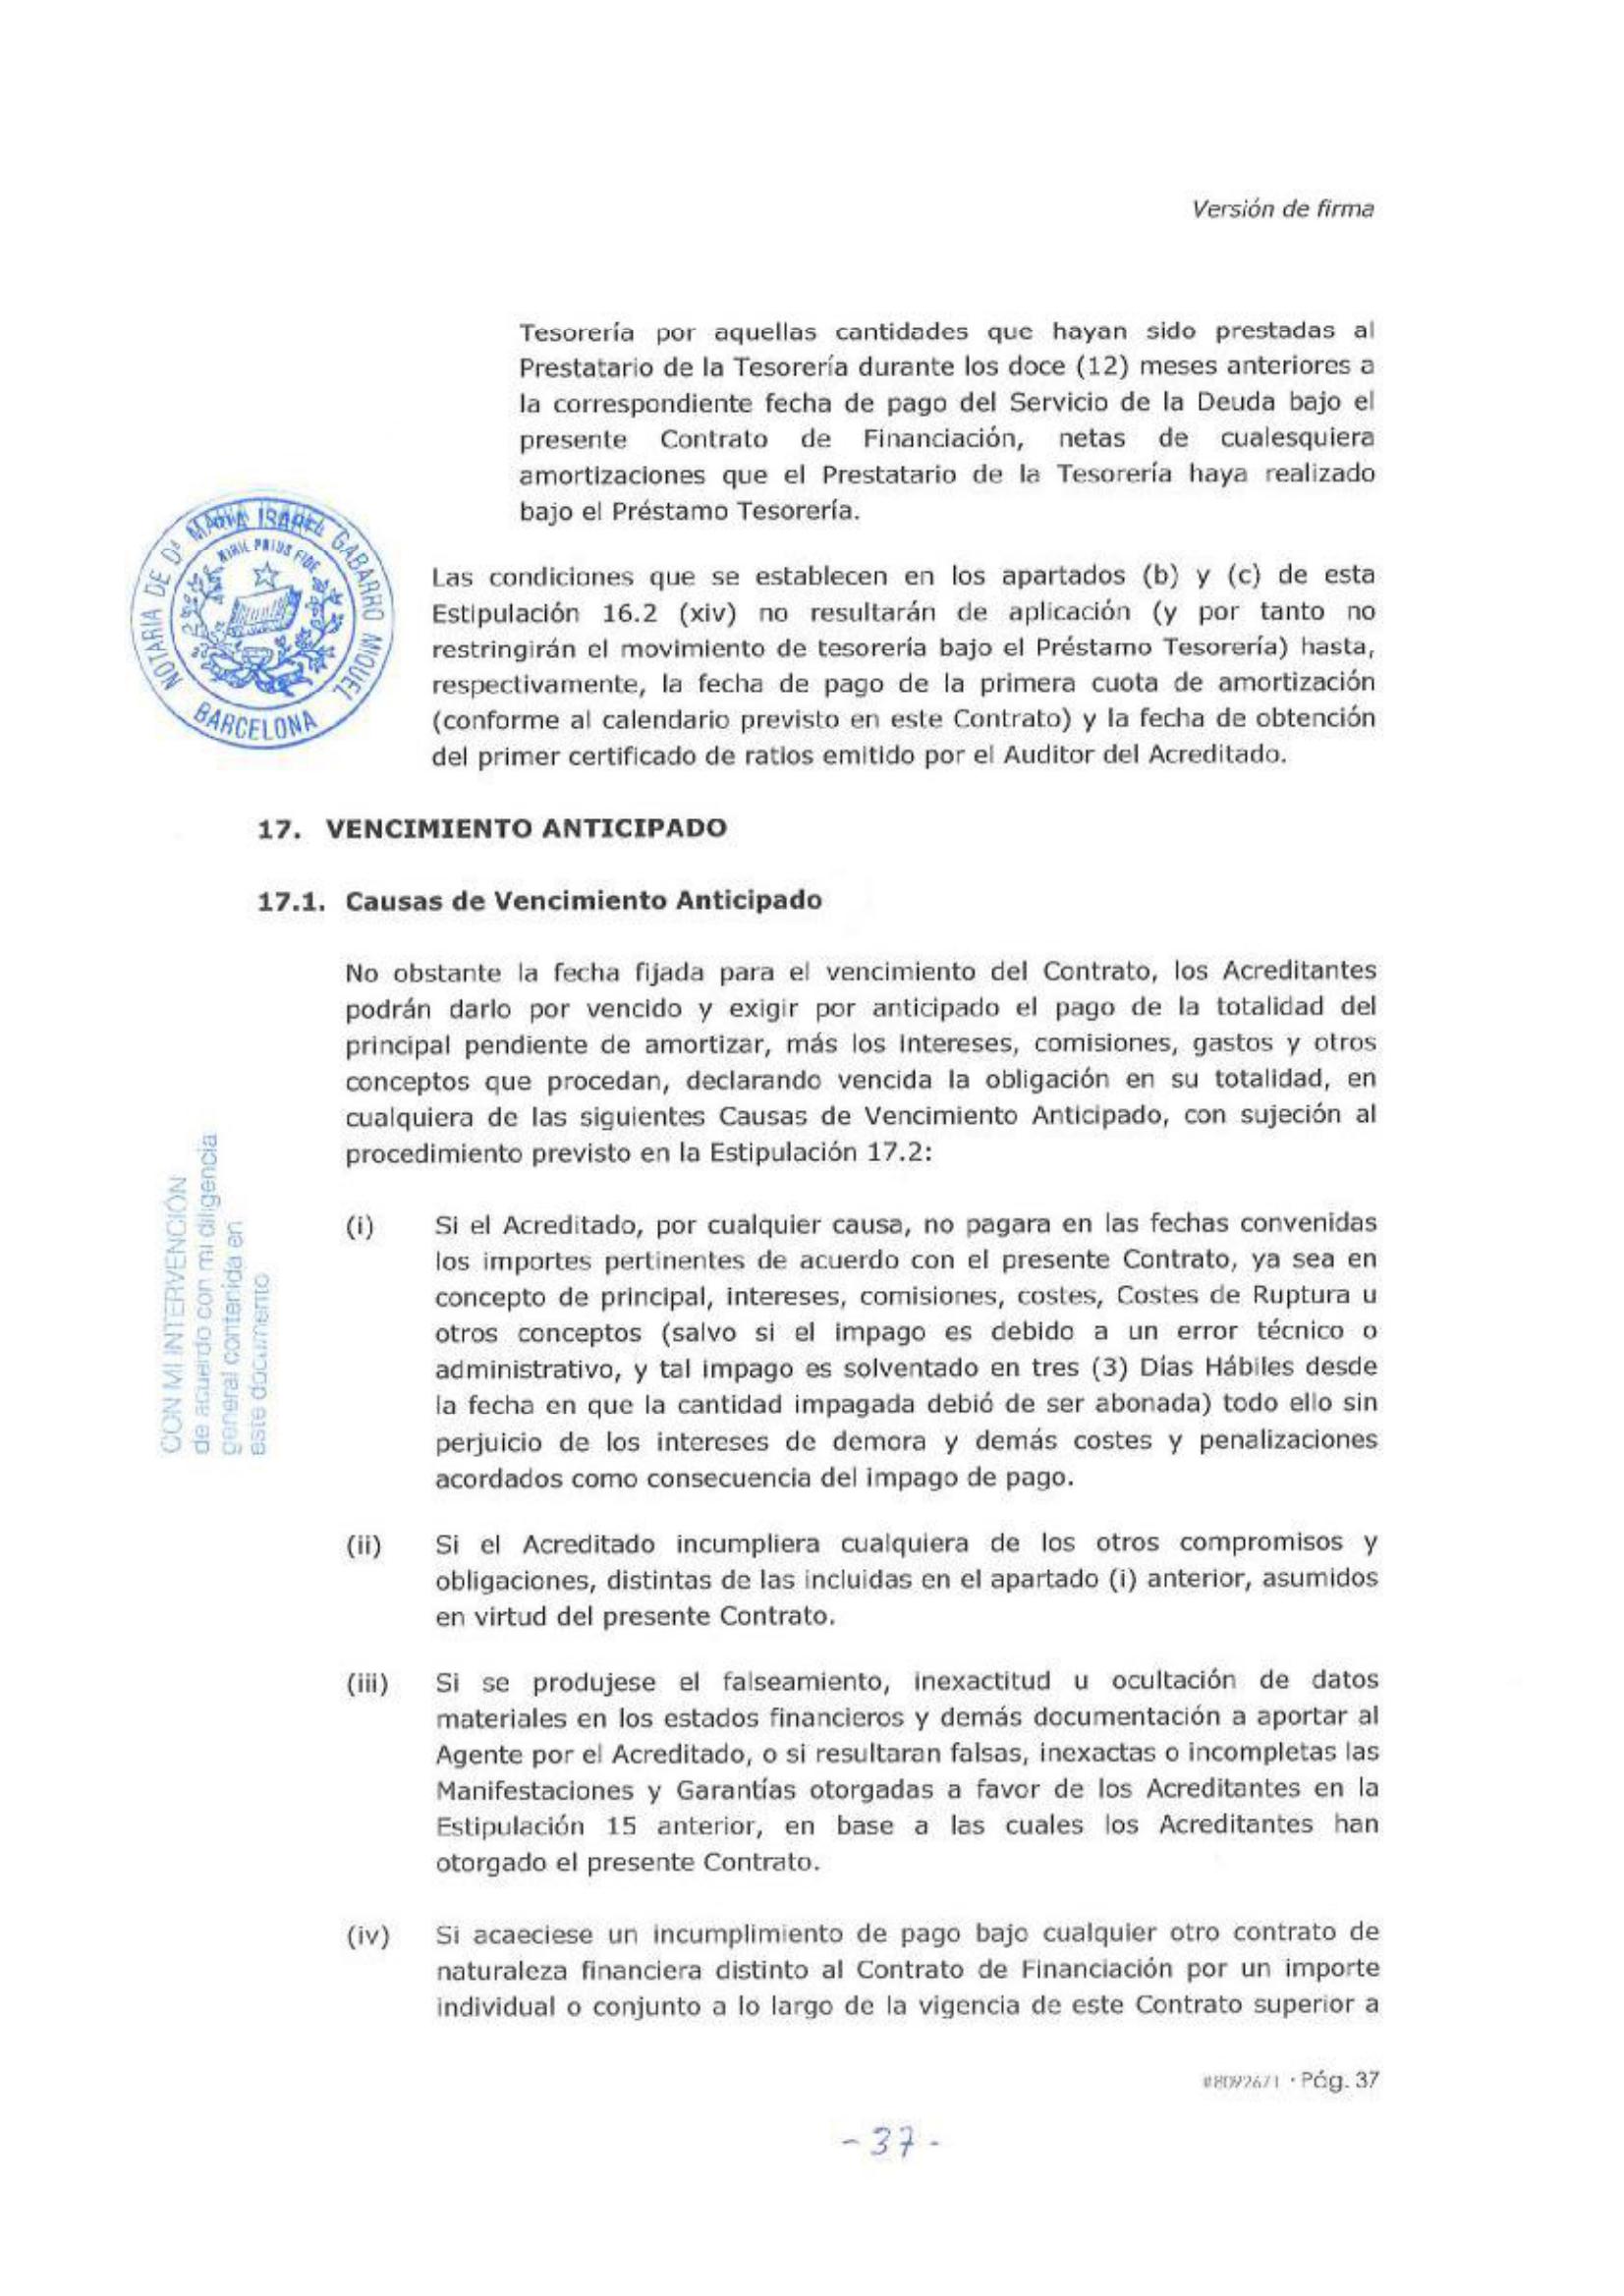 Versión de firma
Tesorería por aquellas cantidades que hayan sido prestadas al
Prestatario de la Tesorería durante los doce (12) meses anteriores a
la correspondiente fecha de pago del Servicio de la Deuda bajo el
presente Contrato de Financiación, netas de cualesquiera
amortizaciones que el Prestatario de la Tesorería haya realizado
bajo el Préstamo Tesorería.
NOTARIA DE Dª MARIA ISABEL GABARRO MIQUEL
NIHIL PRIUS FIDE
BARCELONA
Las condiciones que se establecen en los apartados (b) y (c) de esta
Estipulación 16.2 (xiv) no resultarán de aplicación (y por tanto no
restringirán el movimiento de tesorería bajo el Préstamo Tesorería) hasta,
respectivamente, la fecha de pago de la primera cuota de amortización
(conforme al calendario previsto en este Contrato) y la fecha de obtención
del primer certificado de ratios emitido por el Auditor del Acreditado.
17. VENCIMIENTO ANTICIPADO
17.1. Causas de Vencimiento Anticipado
No obstante la fecha fijada para el vencimiento del Contrato, los Acreditantes
podrán darlo por vencido y exigir por anticipado el pago de la totalidad del
principal pendiente de amortizar, más los intereses, comisiones, gastos y otros
conceptos que procedan, declarando vencida la obligación en su totalidad, en
cualquiera de las siguientes Causas de Vencimiento Anticipado, con sujeción al
procedimiento previsto en la Estipulación 17.2:
CON MI INTERVENCIÓN
de acuerdo con mi diligencia
general contenida en
este documento
(i) Si el Acreditado, por cualquier causa, no pagara en las fechas convenidas
los importes pertinentes de acuerdo con el presente Contrato, ya sea en
concepto de principal, intereses, comisiones, costes, Costes de Ruptura u
otros conceptos (salvo si el impago es debido a un error técnico o
administrativo, y tal impago es solventado en tres (3) Días Hábiles desde
la fecha en que la cantidad impagada debió de ser abonada) todo ello sin
perjuicio de los intereses de demora y demás costes y penalizaciones
acordados como consecuencia del impago de pago.
(ii) Si el Acreditado incumpliera cualquiera de los otros compromisos y
obligaciones, distintas de las incluidas en el apartado (i) anterior, asumidos
en virtud del presente Contrato.
(iii) Si se produjese el falseamiento, inexactitud u ocultación de datos
materiales en los estados financieros y demás documentación a aportar al
Agente por el Acreditado, o si resultaran falsas, inexactas o incompletas las
Manifestaciones y Garantías otorgadas a favor de los Acreditantes en la
Estipulación 15 anterior, en base a las cuales los Acreditantes han
otorgado el presente Contrato.
(iv) Si acaeciese un incumplimiento de pago bajo cualquier otro contrato de
naturaleza financiera distinto al Contrato de Financiación por un importe
individual o conjunto a lo largo de la vigencia de este Contrato superior a
#8092671 · Pág. 37
- 37 -